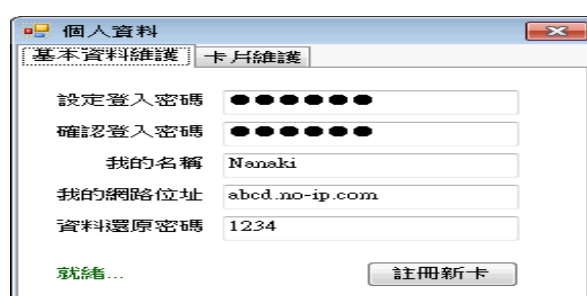 個人資料
基本資料維護 卡片維護
設定登入密碼 ●●●●●●
確認登入密碼 ●●●●●●
我的名稱 Nanaki
我的網路位址 abcd.no-ip.com
資料還原密碼 1234
就緒... 註冊新卡